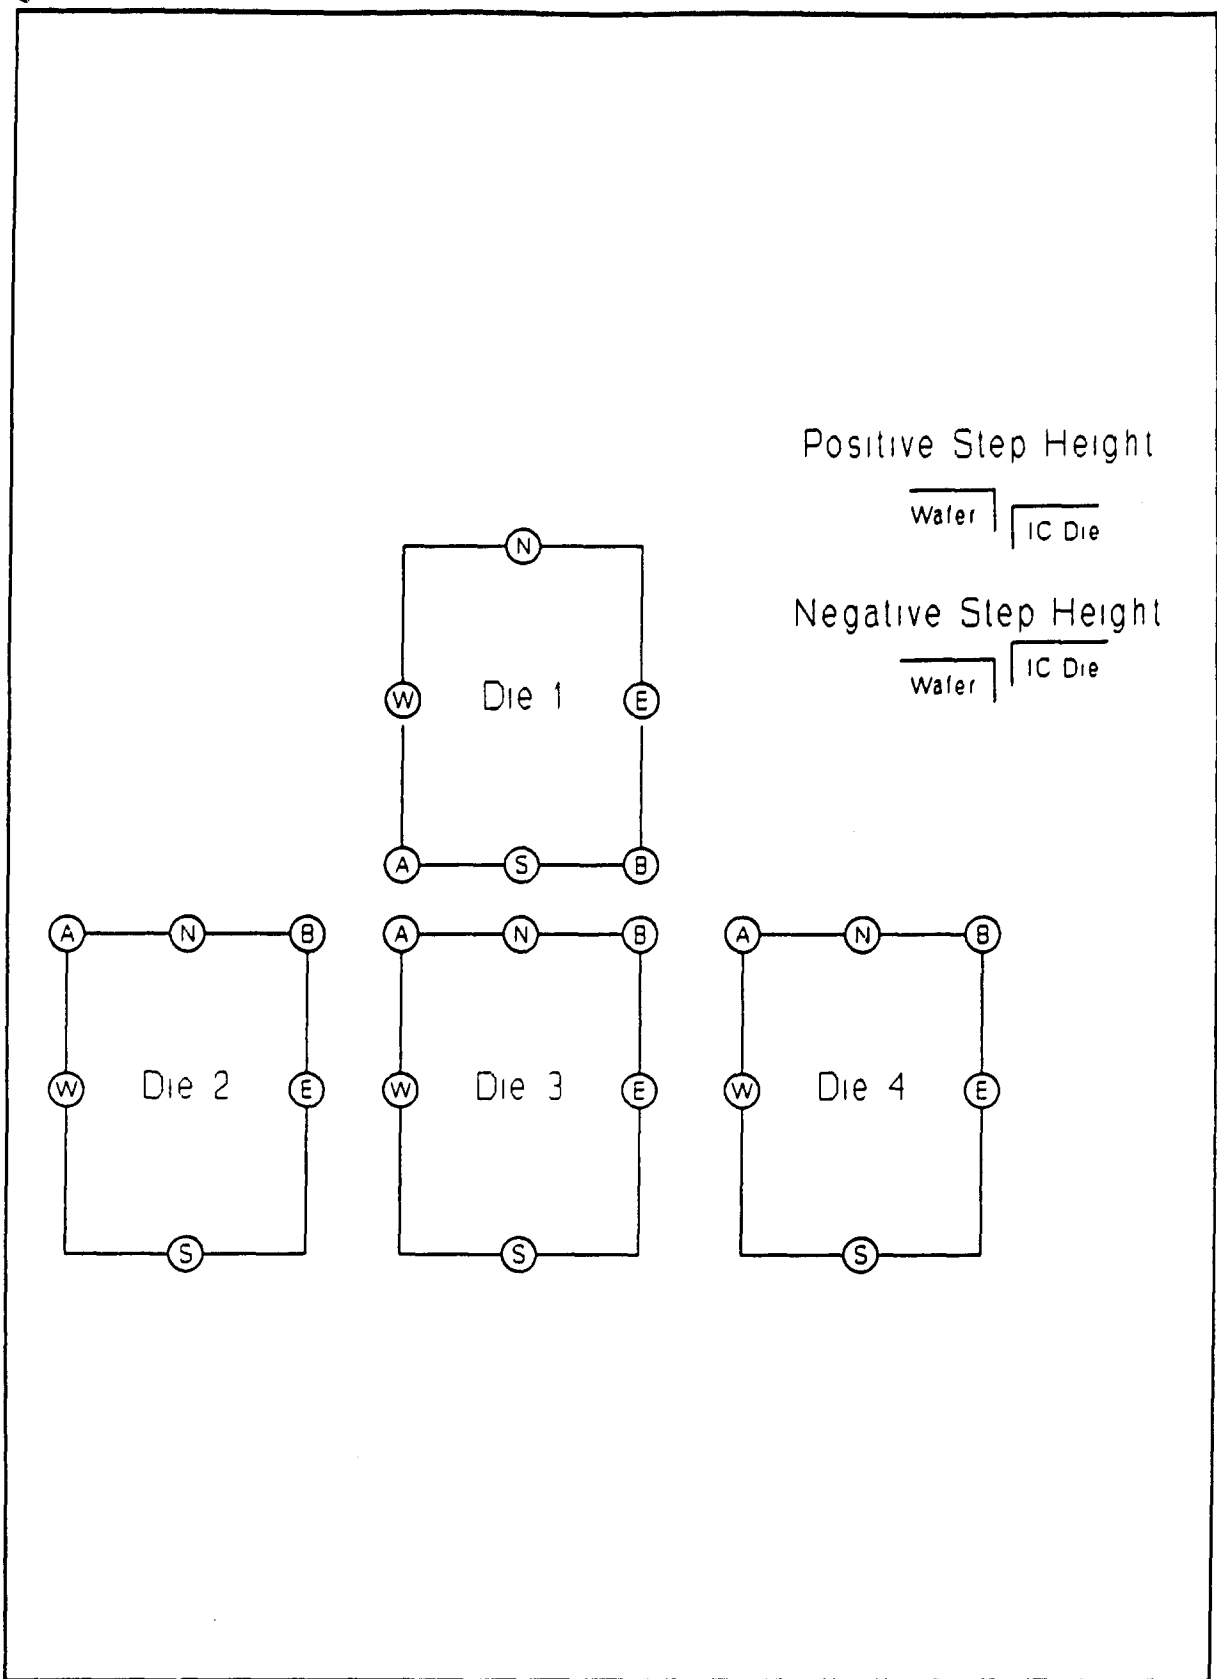 Positive Step Height
Wafer IC Die
N
Negative Step Height
IC Die
Wafer
W Die 1 E
A S B
A N B A N B A N B
W Die 2 E W Die 3 E W Die 4 E
S S S